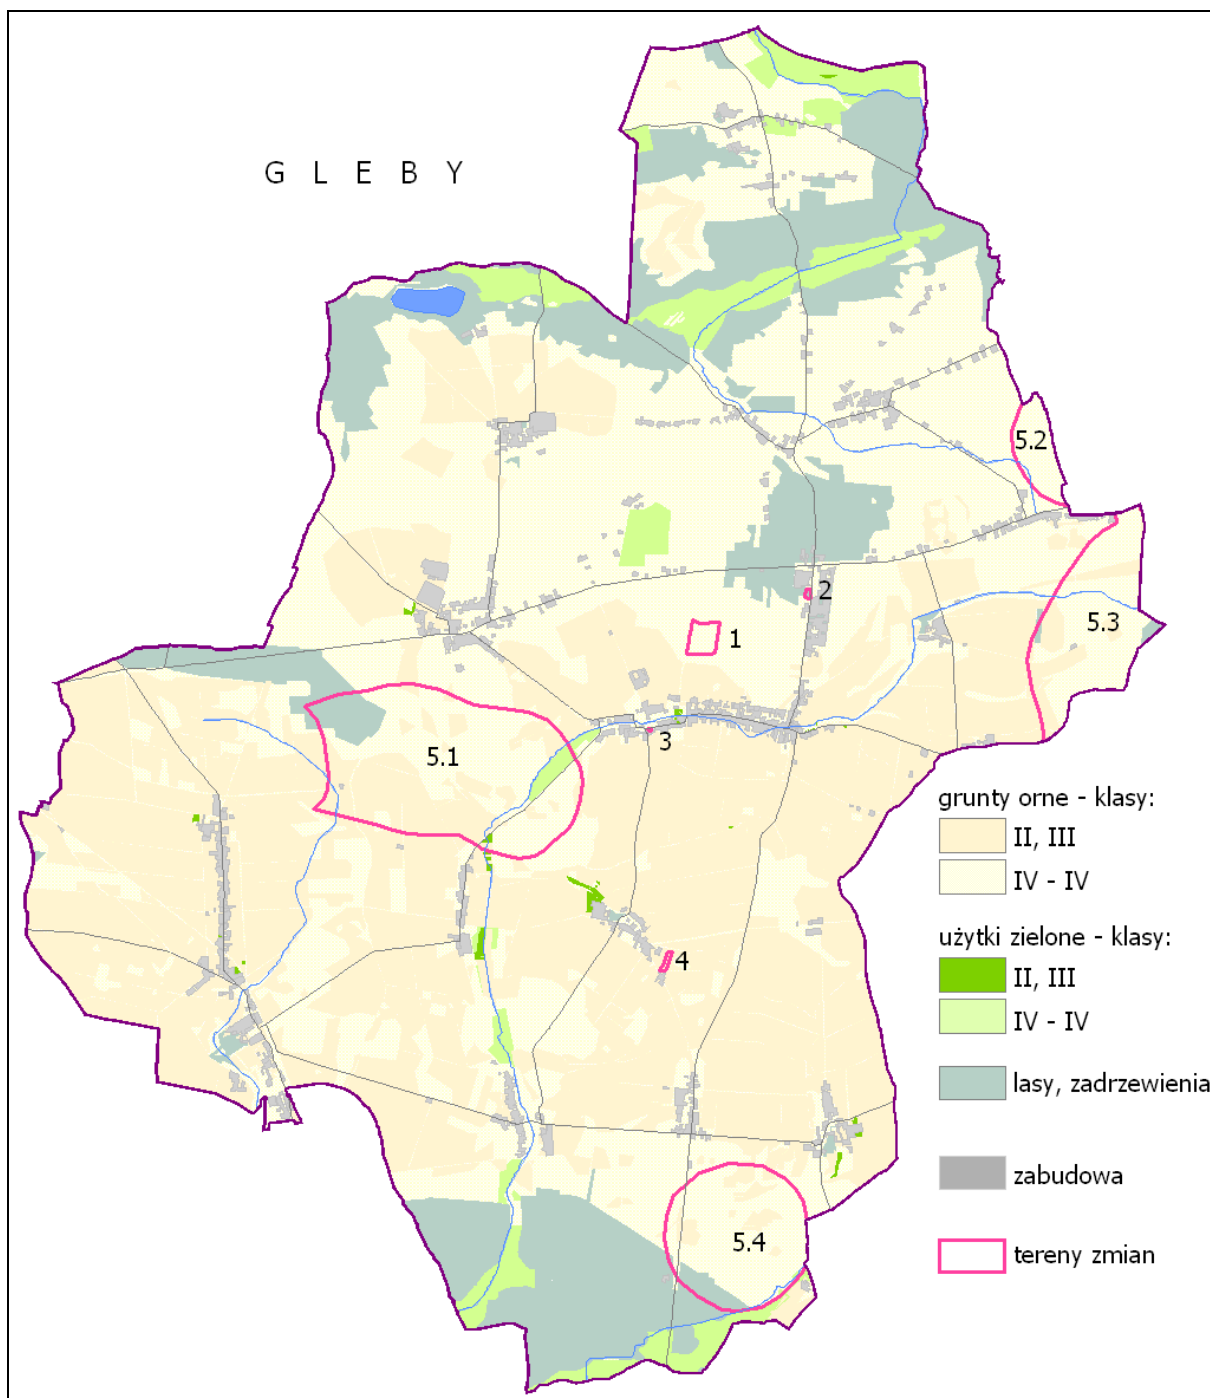 G L E B Y
5.2
2
5.3
1
3
5.1
grunty orne - klasy:
II, III
IV - IV
użytki zielone - klasy:
4
II, III
IV - IV
lasy, zadrzewienia
zabudowa
5.4
tereny zmian